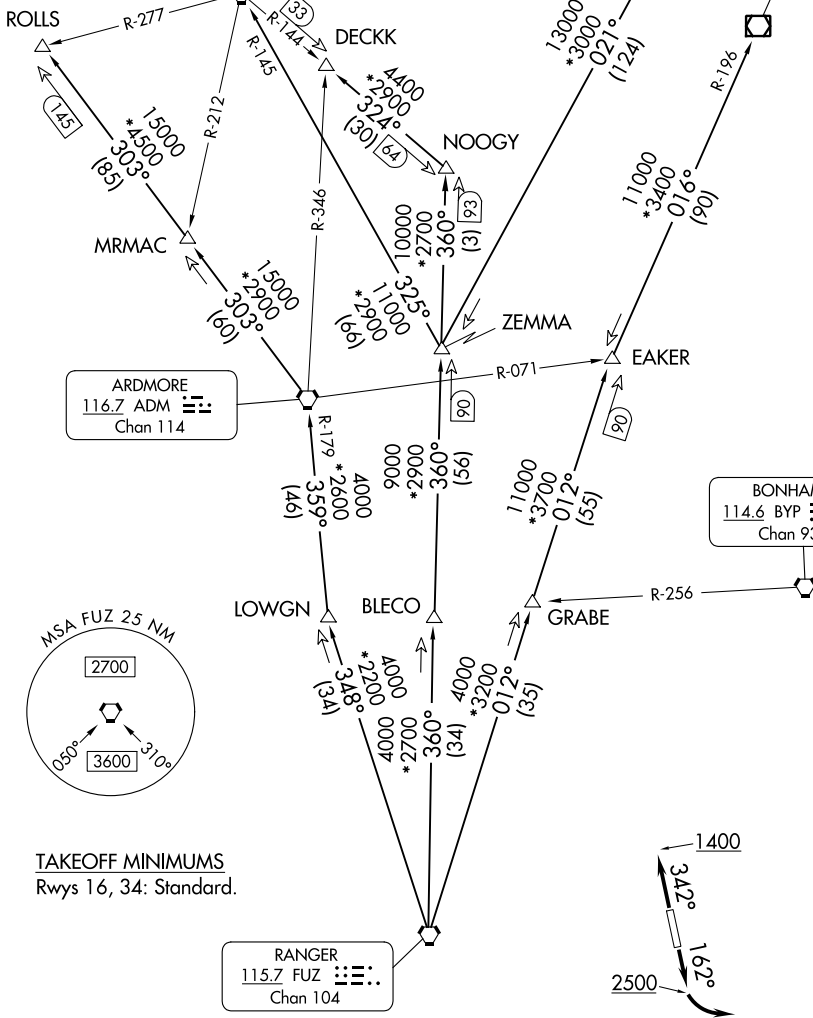 ROLLS
R-277
33
R-144
DECKK
R-145
13000
*3000
021°
(124)
R-196
145
15000
*4500
303°
(85)
R-212
4400
*2900
324°
(30)
64
NOOGY
93
R-346
11000
*3400
016°
(90)
MRMAC
10000
*2700
360°
(3)
325°
11000
*2900
(66)
ZEMMA
15000
*2900
303°
(60)
EAKER
R-071
ARDMORE
116.7 ADM
Chan 114
R-179
90
90
9000
*2900
360°
(56)
4000
*2600
359°
(46)
11000
*3700
012°
(55)
BONHAM
114.6 BYP
Chan 93
R-256
LOWGN
BLECO
GRABE
MSA FUZ 25 NM
2700
050°
310°
3600
4000
*2200
348°
(34)
4000
*2700
360°
(34)
4000
*3200
012°
(35)
TAKEOFF MINIMUMS
Rwys 16, 34: Standard.
1400
342°
162°
2500
RANGER
115.7 FUZ
Chan 104